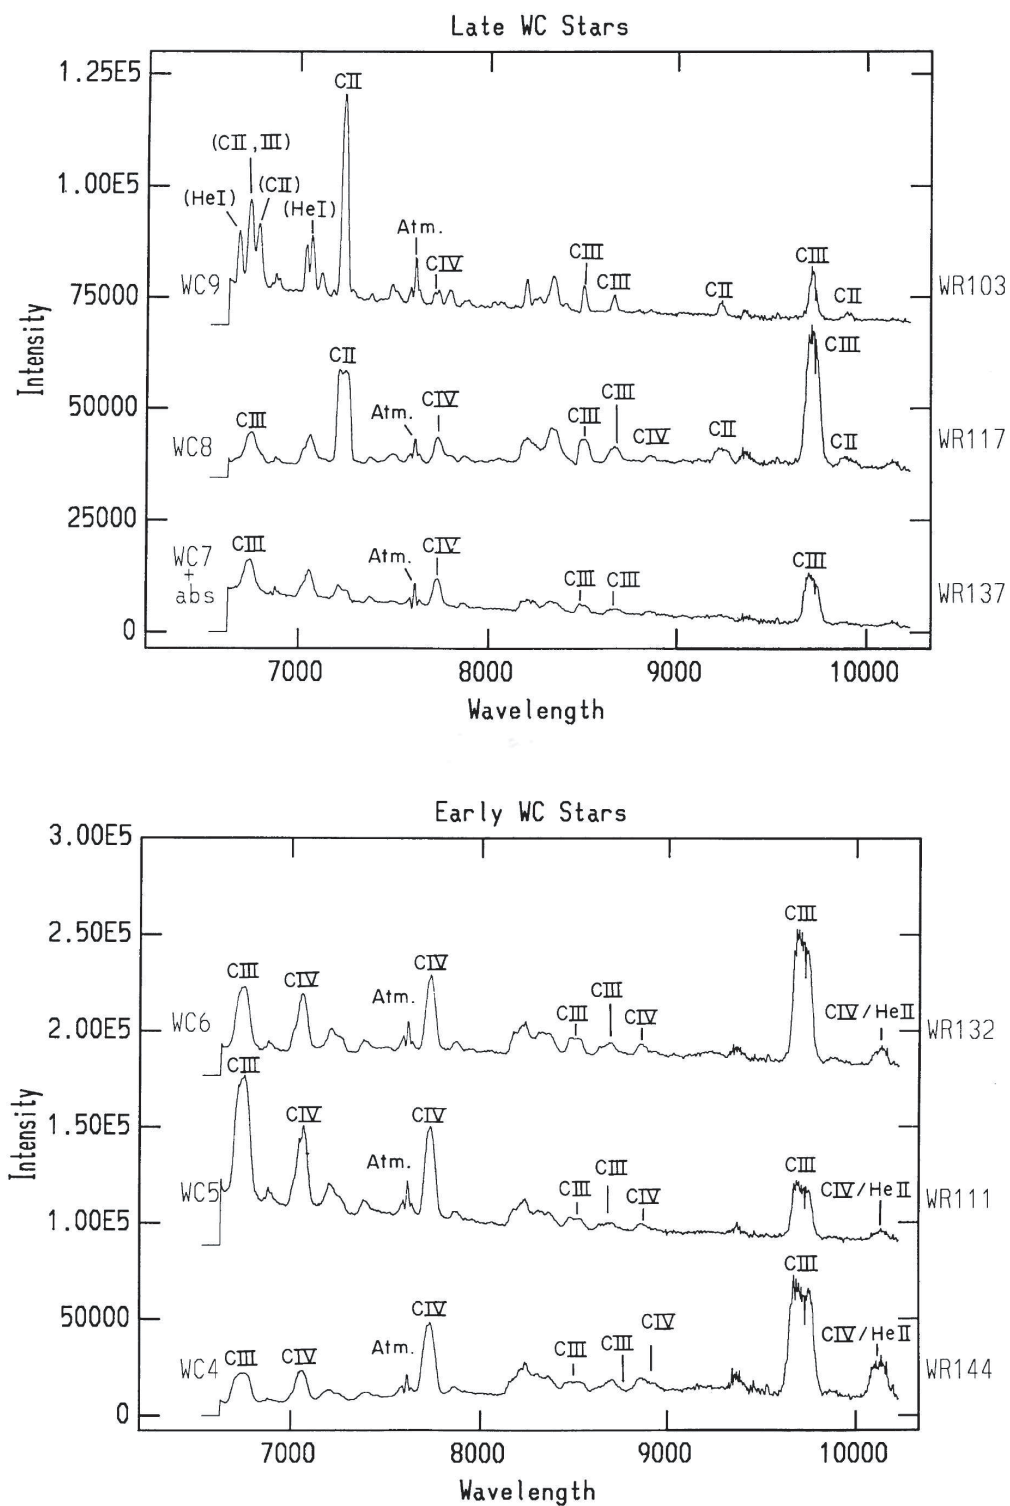 Late WC Stars
1.25E5
CII
(CII,III)
1.00E5
(HeI) (CII)
(HeI)
Atm.
CIV CIII
CIII CII CIII
CII
WC9 75000 WR103
CII CIII
50000
CIII Atm. CIV CIII CIII CIV CII CII
WC8 WR117
25000
WC7
+
abs
CIII Atm. CIV CIII CIII CIII
WR137
0
Intensity
7000 8000 9000 10000
Wavelength
Early WC Stars
3.00E5
2.50E5
CIII
CIII CIV Atm. CIV CIII CIII CIV CIV/HeII
WC6 2.00E5 WR132
CIII
1.50E5
CIV CIV
Atm. CIII CIII CIV CIII CIV/HeII
WC5 WR111
1.00E5
CIII
50000
CIII CIV Atm. CIV CIII CIII CIV CIV/HeII
WC4 WR144
0
Intensity
7000 8000 9000 10000
Wavelength